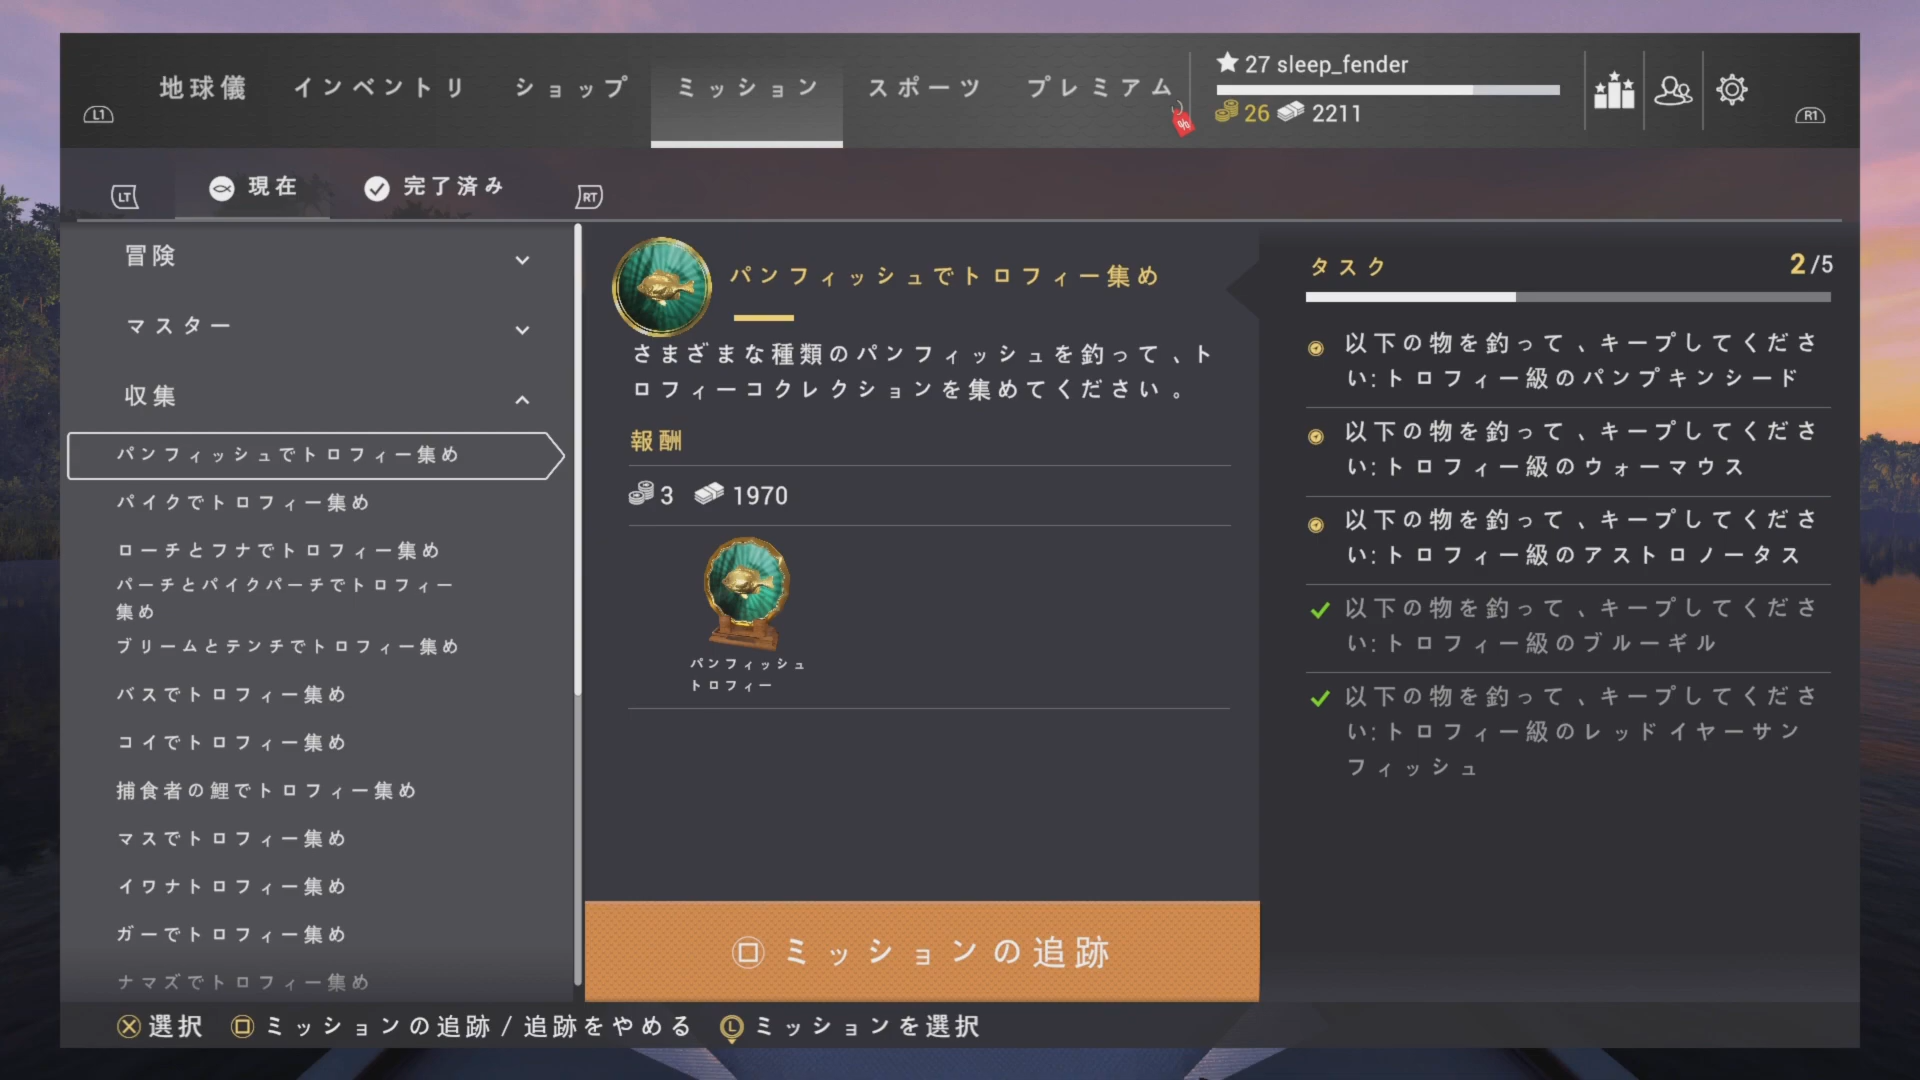 L1
地球儀
インベントリ
ショップ
ミッション
スポーツ
プレミアム
%
27 sleep_fender
26 2211
R1
LT
現在
完了済み
RT
冒険
マスター
収集
パンフィッシュでトロフィー集め
パイクでトロフィー集め
ローチとフナでトロフィー集め
パーチとパイクパーチでトロフィー
集め
ブリームとテンチでトロフィー集め
バスでトロフィー集め
コイでトロフィー集め
捕食者の鯉でトロフィー集め
マスでトロフィー集め
イワナトロフィー集め
ガーでトロフィー集め
ナマズでトロフィー集め
パンフィッシュでトロフィー集め
さまざまな種類のパンフィッシュを釣って、ト
ロフィーコクレクションを集めてください。
報酬
3 1970
パンフィッシュ
トロフィー
ミッションの追跡
タスク
2/5
以下の物を釣って、キープしてくださ
い:トロフィー級のパンプキンシード
以下の物を釣って、キープしてくださ
い:トロフィー級のウォーマウス
以下の物を釣って、キープしてくださ
い:トロフィー級のアストロノータス
以下の物を釣って、キープしてくださ
い:トロフィー級のブルーギル
以下の物を釣って、キープしてくださ
い:トロフィー級のレッドイヤーサン
フィッシュ
選択
ミッションの追跡/追跡をやめる
L
ミッションを選択